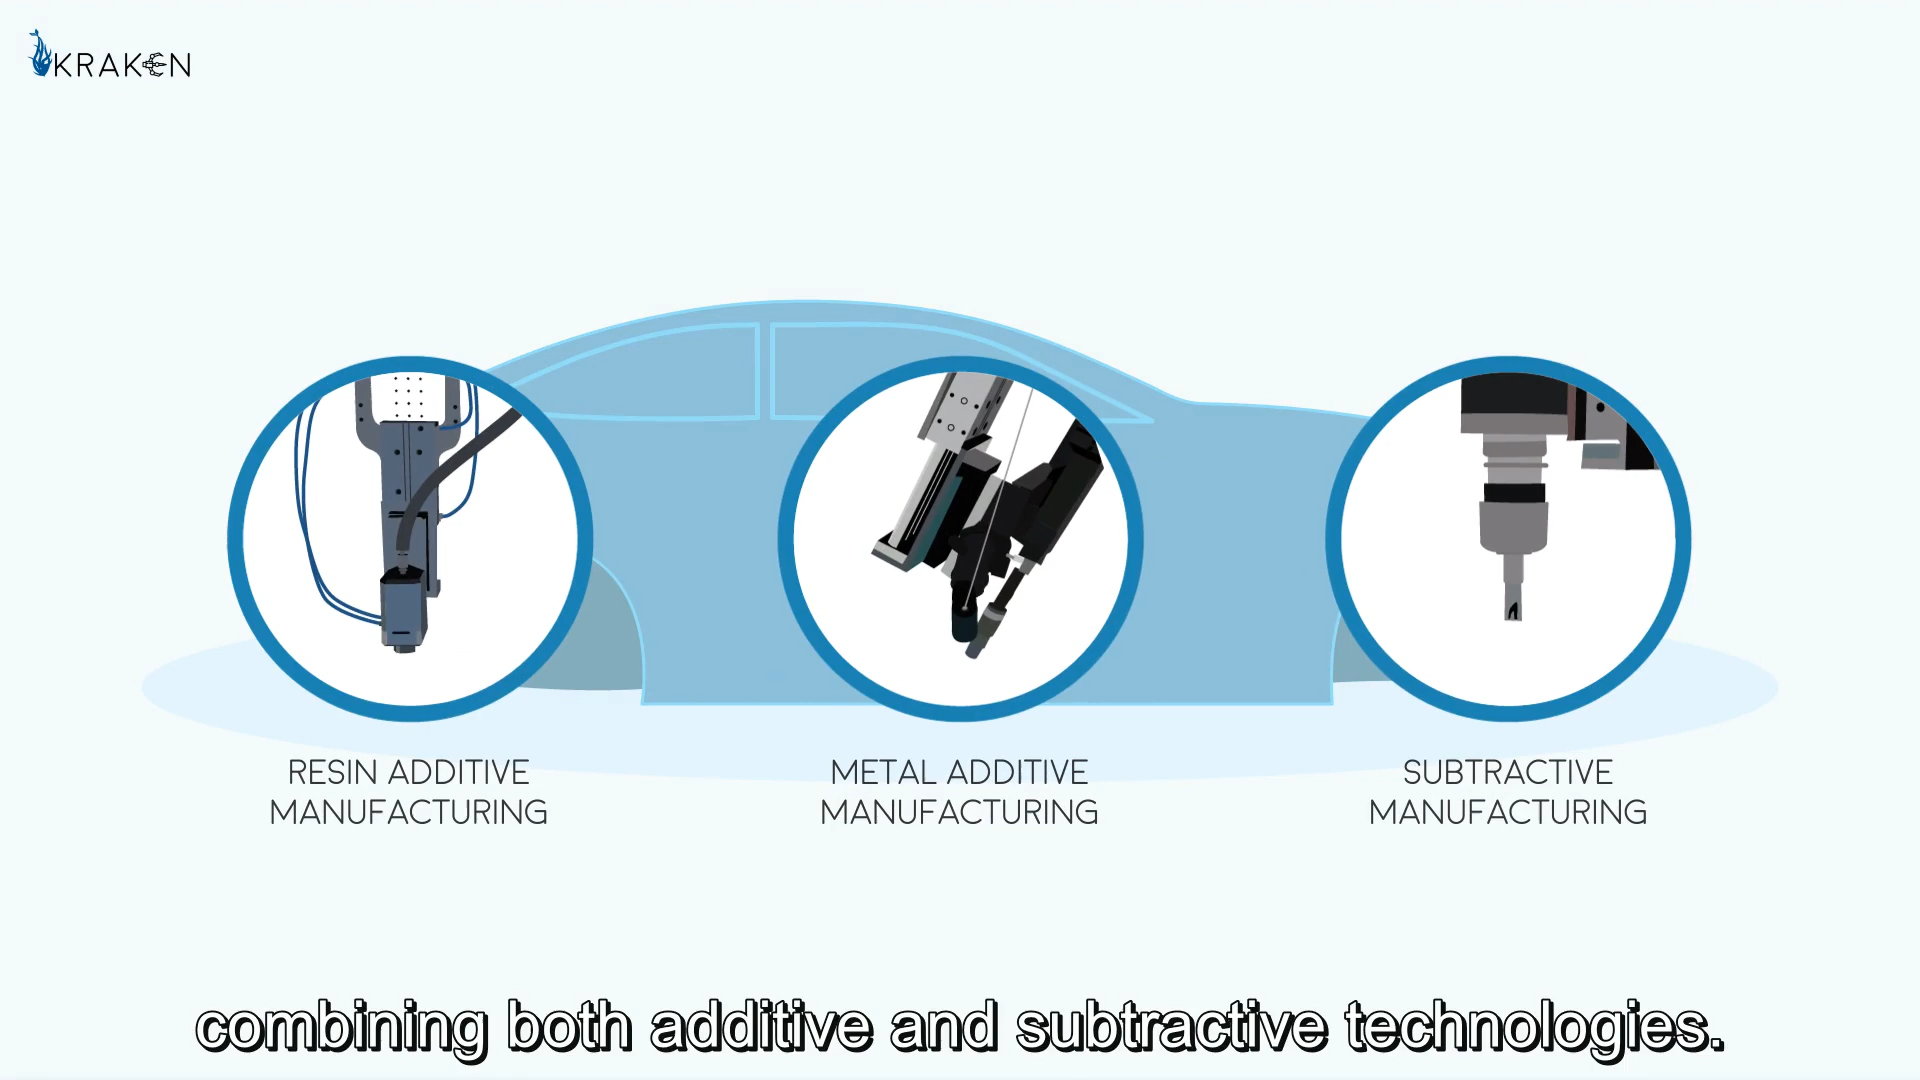 KRAKEN
RESIN ADDITIVE
MANUFACTURING
METAL ADDITIVE
MANUFACTURING
SUBTRACTIVE
MANUFACTURING
combining both additive and subtractive technologies.